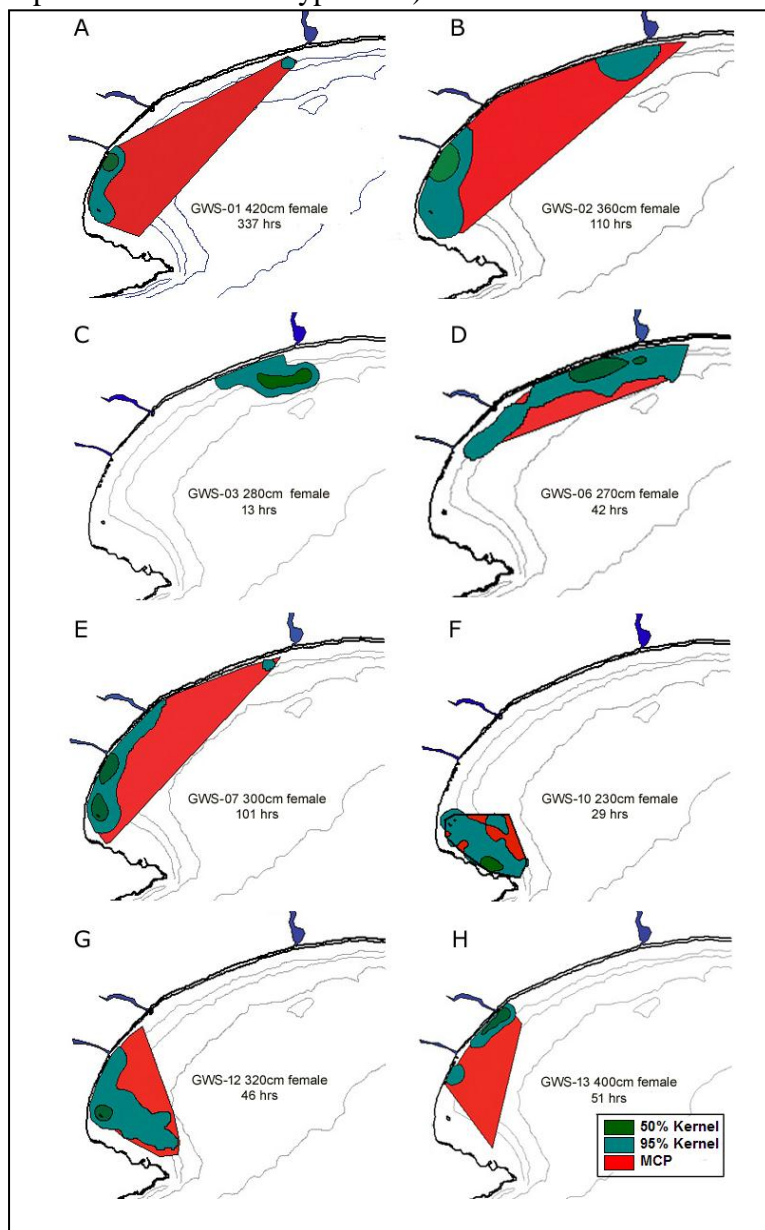 A
B
GWS-01 420cm female
337 hrs
GWS-02 360cm female
110 hrs
C
D
GWS-03 280cm female
13 hrs
GWS-06 270cm female
42 hrs
E
F
GWS-07 300cm female
101 hrs
GWS-10 230cm female
29 hrs
G
H
GWS-12 320cm female
46 hrs
GWS-13 400cm female
51 hrs
50% Kernel
95% Kernel
MCP